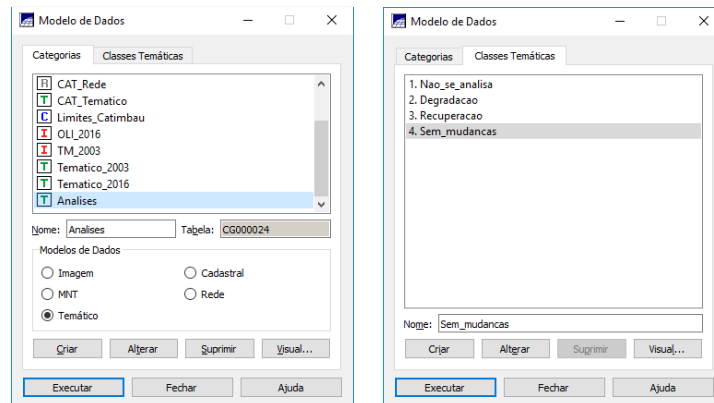 Modelo de Dados
Categorias Classes Temáticas
R CAT_Rede
T CAT_Tematico
C Limites_Catimbau
I OLI_2016
I TM_2003
T Tematico_2003
T Tematico_2016
T Analises
Nome: Analises Tabela: CG000024
Modelos de Dados
Imagem Cadastral
MNT Rede
Temático
Criar Alterar Suprimir Visual...
Executar Fechar Ajuda
Modelo de Dados
Categorias Classes Temáticas
1. Nao_se_analisa
2. Degradacao
3. Recuperacao
4. Sem_mudancas
Nome: Sem_mudancas
Criar Alterar Suprimir Visual...
Executar Fechar Ajuda